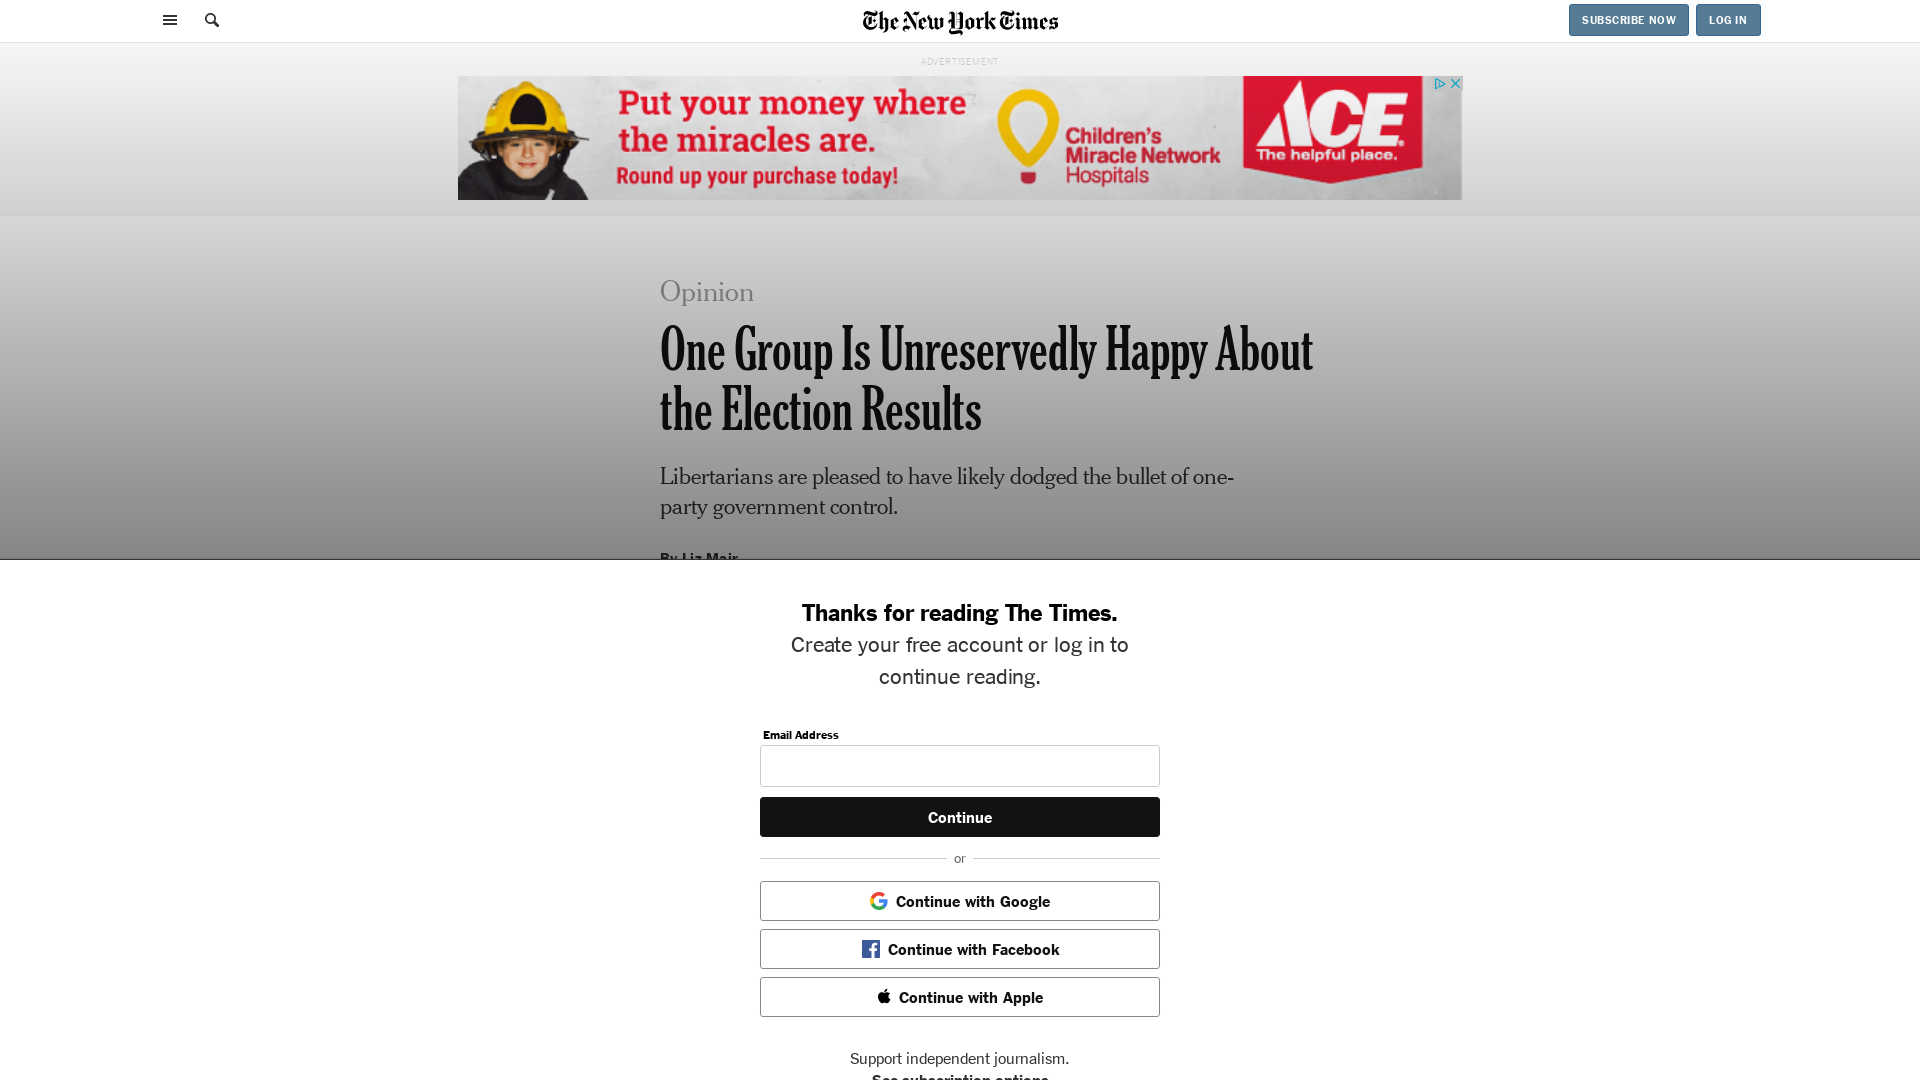 The New York Times
SUBSCRIBE NOW
LOG IN
ADVERTISEMENT
Put your money where
the miracles are.
Round up your purchase today!
Children's
Miracle Network
Hospitals
ACE
The helpful place.
Opinion
One Group Is Unreservedly Happy About
the Election Results
Libertarians are pleased to have likely dodged the bullet of one-
party government control.
By Liz Mair
Thanks for reading The Times.
Create your free account or log in to
continue reading.
Email Address
Continue
or
Continue with Google
Continue with Facebook
Continue with Apple
Support independent journalism.
See subscription options